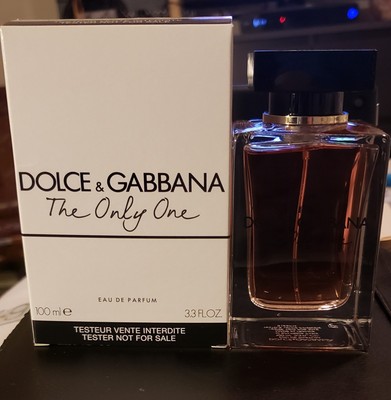 DOLCE & GABBANA
The Only One
EAU DE PARFUM
100 ml e 3.3 FL.OZ.
TESTEUR VENTE INTERDITE
TESTER NOT FOR SALE